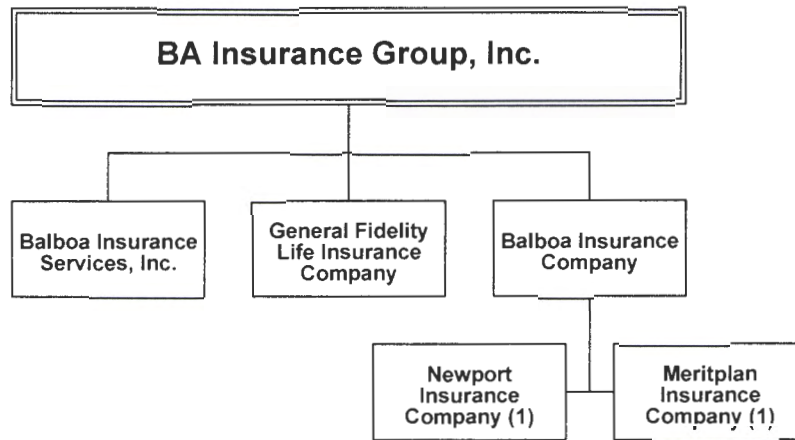 BA Insurance Group, Inc.
Balboa Insurance
Services, Inc.
General Fidelity
Life Insurance
Company
Balboa Insurance
Company
Newport
Insurance
Company (1)
Meritplan
Insurance
Company (1)